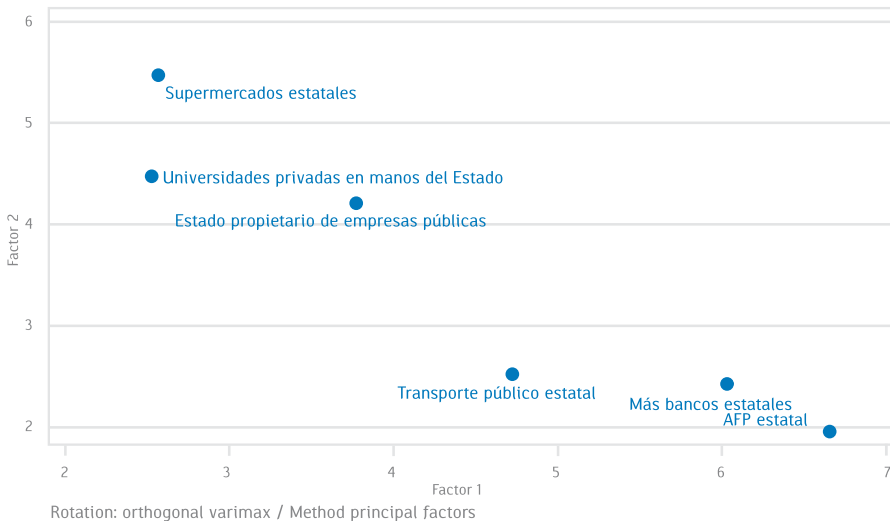 6
Supermercados estatales
5
Universidades privadas en manos del Estado
4
Estado propietario de empresas públicas
Factor 2
3
Transporte público estatal
Más bancos estatales
AFP estatal
2
2 3 4 5 6 7
Factor 1
Rotation: orthogonal varimax / Method principal factors